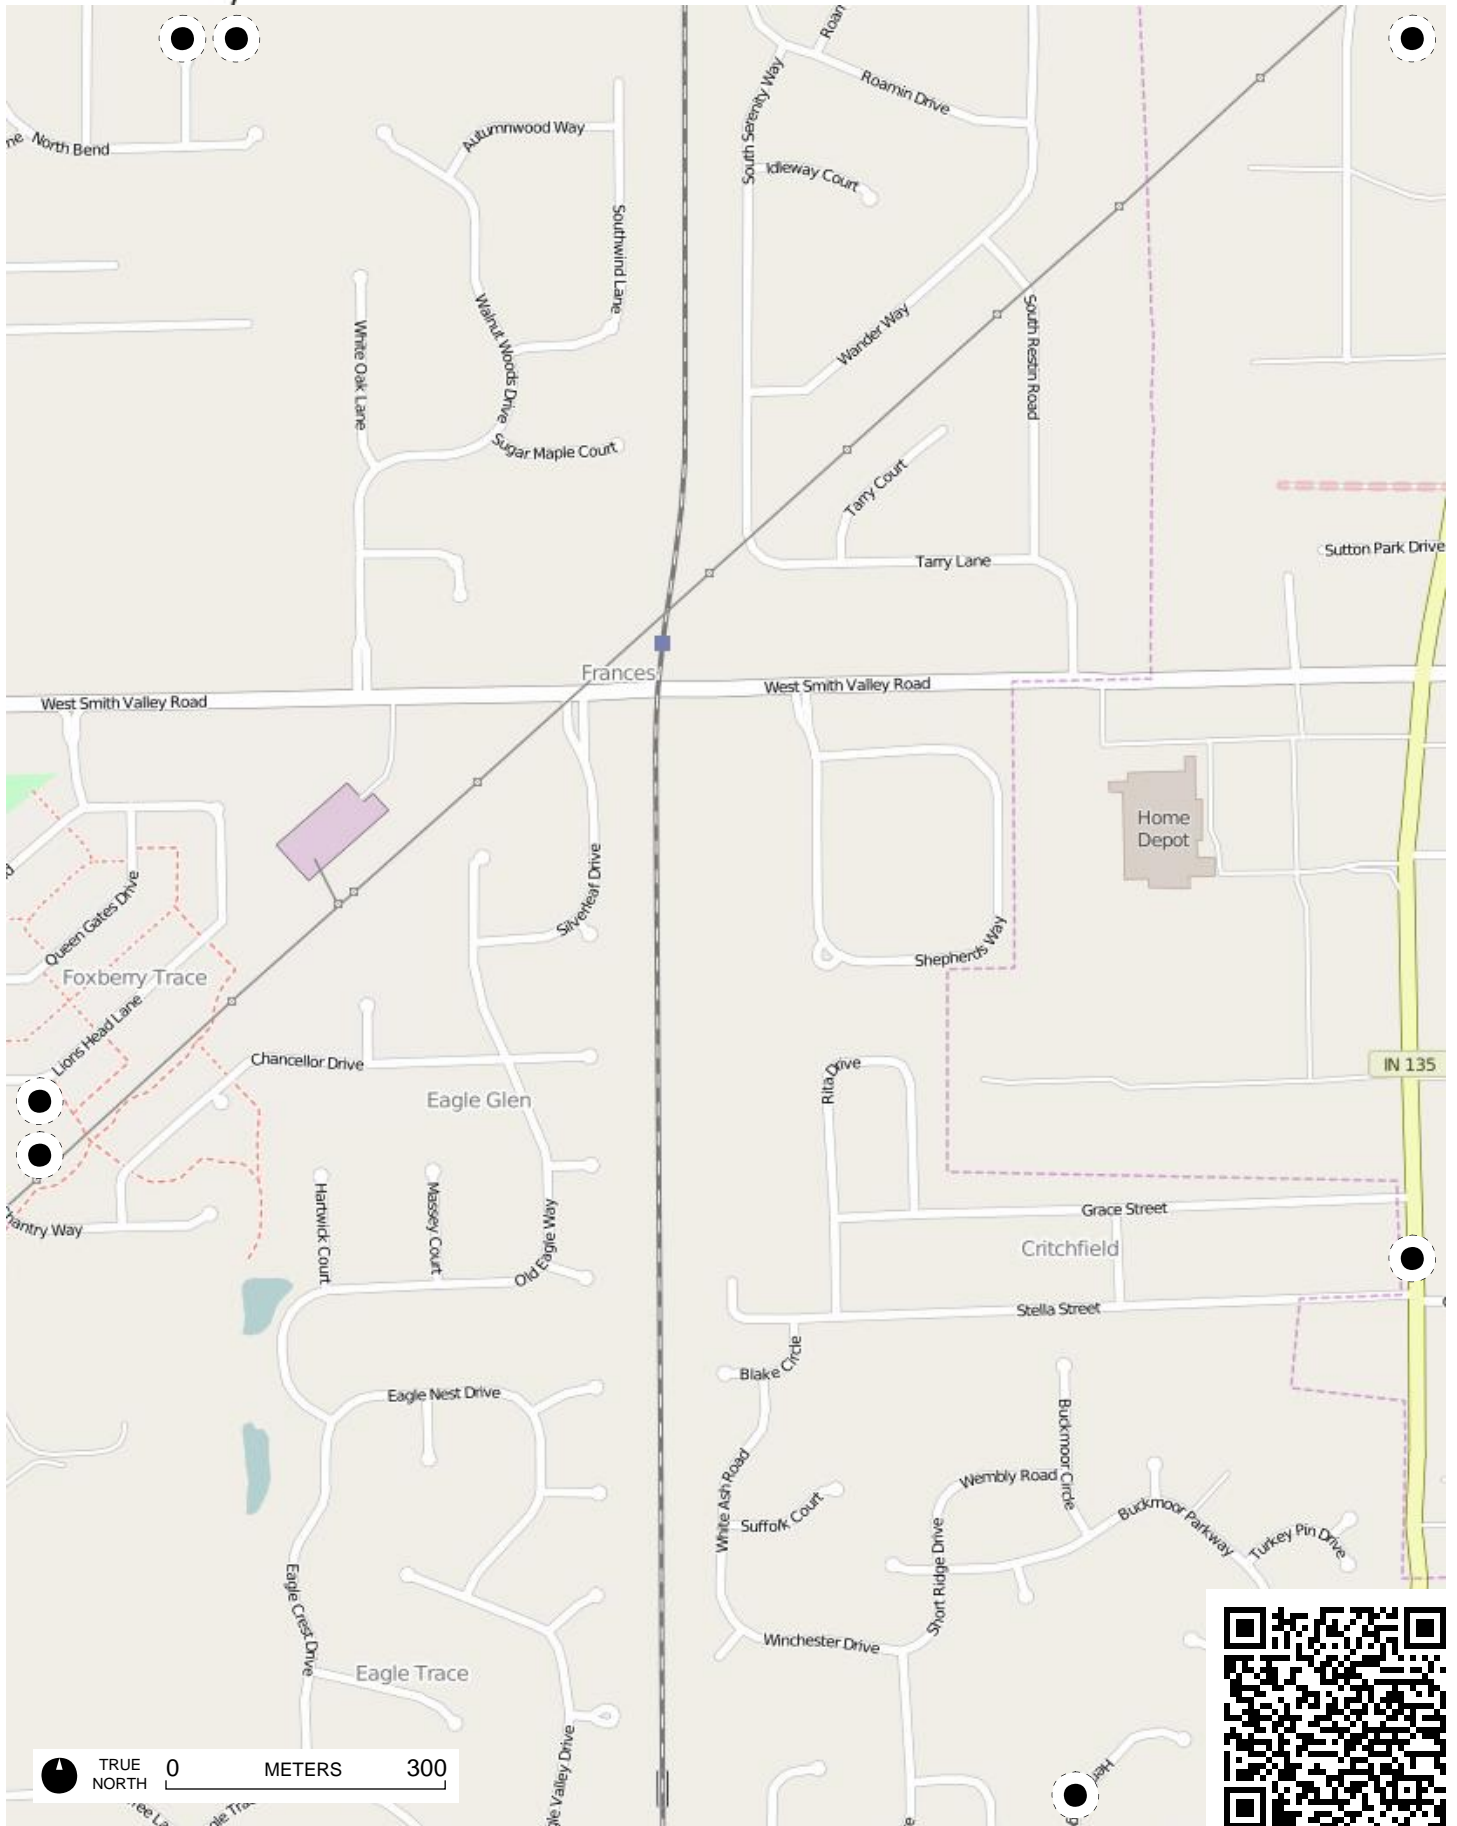 Roamin Drive
South Serenity Way
Autumnwood Way
North Bend
Idleway Court
Southwind Lane
Walnut Woods Drive
White Oak Lane
Wander Way
South Restin Road
Sugar Maple Court
Tarry Court
Tarry Lane
Sutton Park Drive
Frances
West Smith Valley Road
West Smith Valley Road
Home
Depot
Silverleaf Drive
Queen Gates Drive
Shepherds Way
Foxberry Trace
Lions Head Lane
Chancellor Drive
Rita Drive
IN 135
Eagle Glen
Hartwick Court
Massey Court
Old Eagle Way
Grace Street
hantry Way
Critchfield
Stella Street
Blake Circle
Eagle Nest Drive
Buckmoor Circle
White Ash Road
Wembly Road
Suffolk Court
Buckmoor Parkway
Turkey Pin Drive
Short Ridge Drive
Eagle Crest Drive
Winchester Drive
Eagle Trace
le Valley Drive
TRUE
NORTH
0 METERS 300